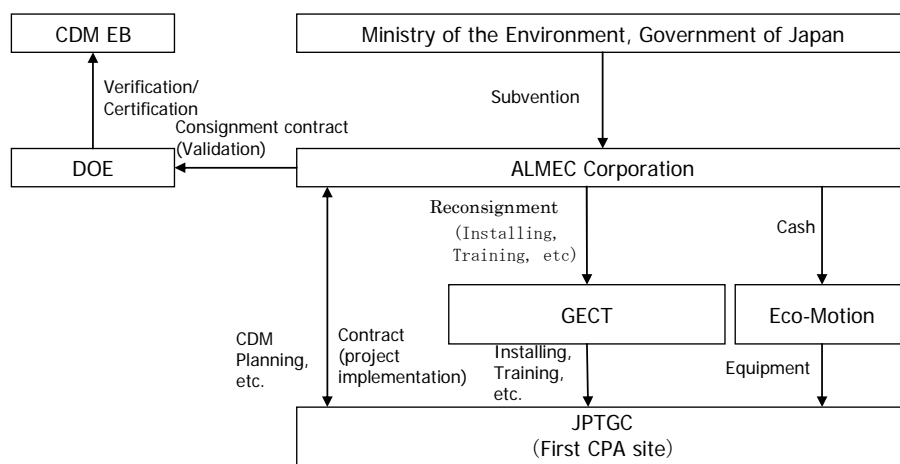 CDM EB
Ministry of the Environment, Government of Japan
Verification/
Certification
Subvention
Consignment contract
(Validation)
DOE
ALMEC Corporation
Reconsignment
(Installing,
Training, etc)
Cash
GECT
Eco-Motion
CDM
Planning,
etc.
Contract
(project
implementation)
Installing,
Training,
etc.
Equipment
JPTGC
(First CPA site)